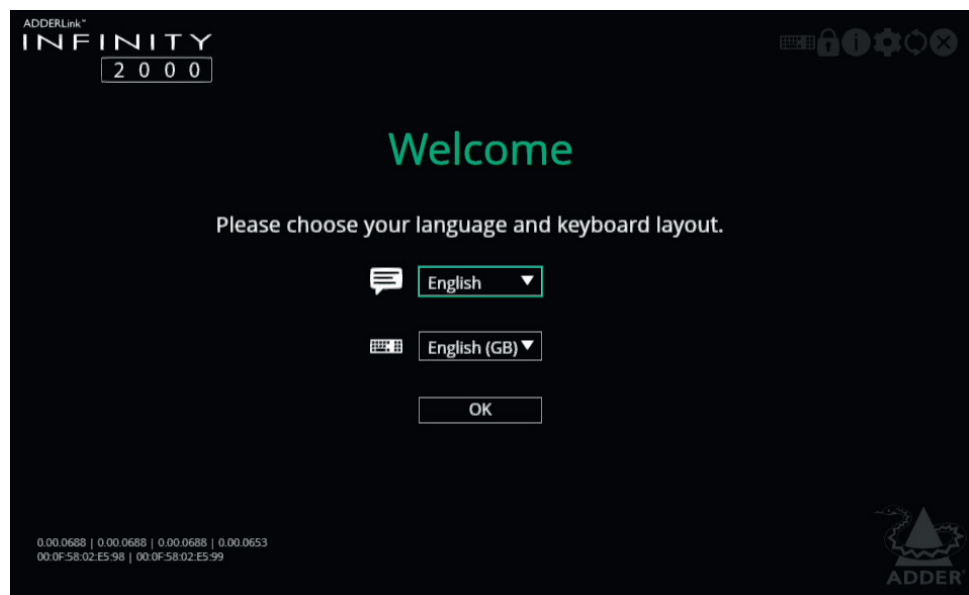 ADDERLink™
INFINITY
2000
Welcome
Please choose your language and keyboard layout.
English
English (GB)
OK
0.00.0688 | 0.00.0688 | 0.00.0688 | 0.00.0653
00:0F:58:02:E5:98 | 00:0F:58:02:E5:99
ADDER®